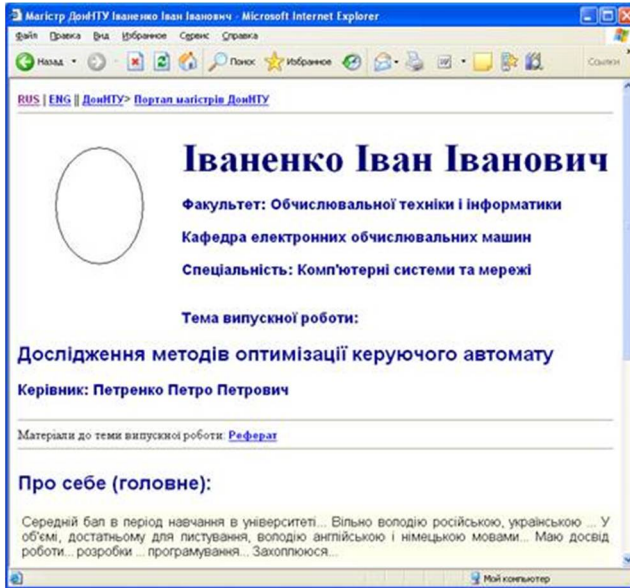 Магістр ДонНТУ Іваненко Іван Іванович - Microsoft Internet Explorer
Файл Правка Вид Избранное Сервис Справка
Назад Поиск Избранное Ссылки
RUS | ENG || ДонНТУ> Портал магістрів ДонНТУ
Іваненко Іван Іванович
Факультет: Обчислювальної техніки і інформатики
Кафедра електронних обчислювальних машин
Спеціальність: Комп'ютерні системи та мережі
Тема випускної роботи:
Дослідження методів оптимізації керуючого автомату
Керівник: Петренко Петро Петрович
Матеріали до теми випускної роботи: Реферат
Про себе (головне):
Середній бал в період навчання в університеті... Вільно володію російською, українською ... У
об'ємі, достатньому для листування, володію англійською і німецькою мовами... Маю досвід
роботи... розробки ... програмування... Захоплююся...
Мой компьютер